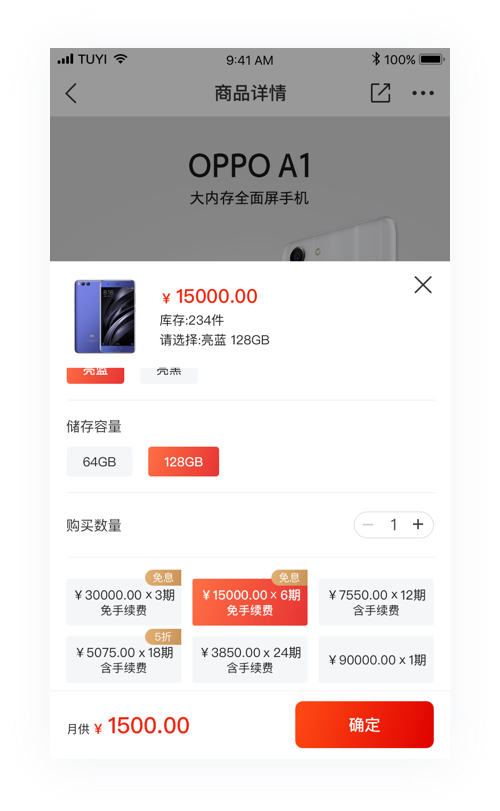 TUYI 9:41 AM 100%
商品详情
OPPO A1
大内存全面屏手机
¥ 15000.00
库存:234件
请选择:亮蓝 128GB
亮蓝 亮黑
储存容量
64GB 128GB
购买数量
1
免息 免息
¥30000.00 x 3期 ¥15000.00 x 6期 ¥7550.00 x 12期
免手续费 免手续费 含手续费
5折
¥5075.00 x 18期 ¥3850.00 x 24期 ¥90000.00 x 1期
含手续费 含手续费
月供 ¥ 1500.00 确定